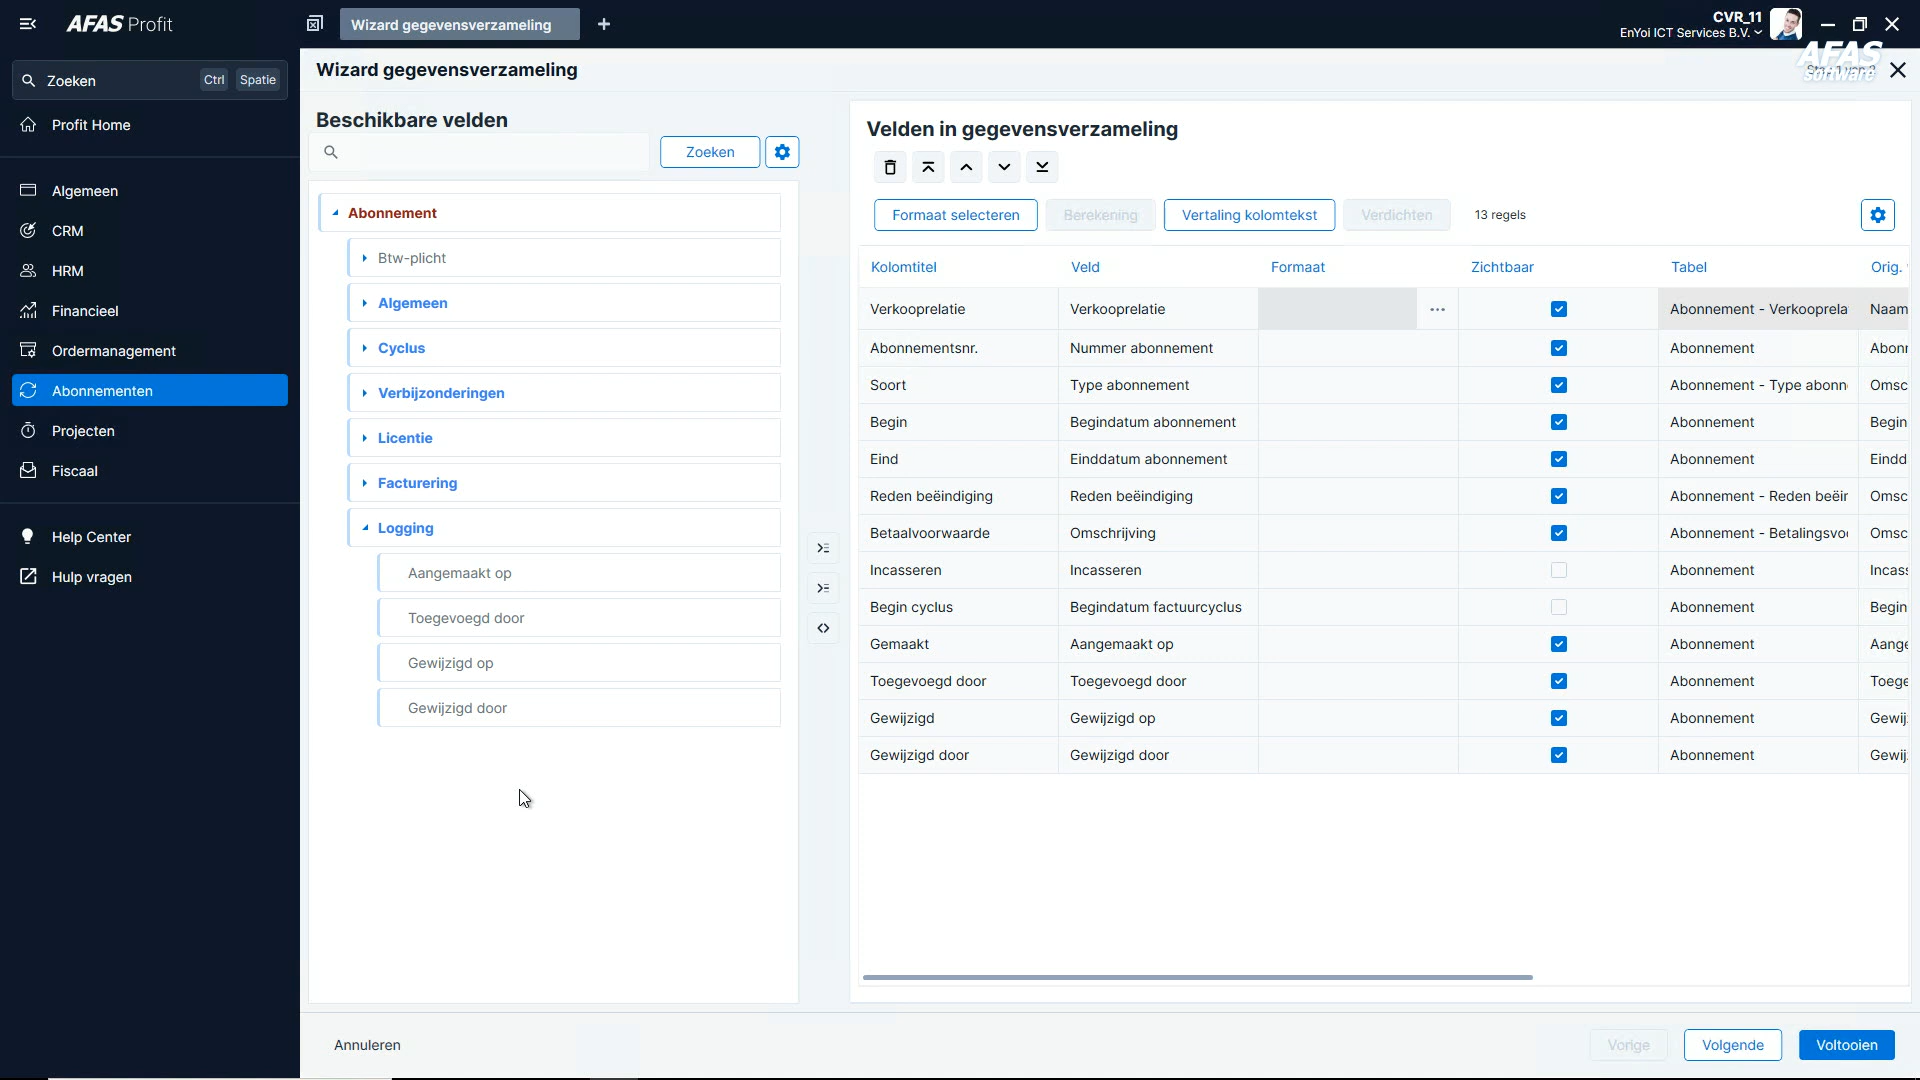 AFAS Profit
Wizard gegevensverzameling
CVR_11
EnYoi ICT Services B.V.
AFAS
software
Zoeken
Ctrl
Spatie
Profit Home
Algemeen
CRM
HRM
Financieel
Ordermanagement
Abonnementen
Projecten
Fiscaal
Help Center
Hulp vragen
Wizard gegevensverzameling
Beschikbare velden
Zoeken
Abonnement
Btw-plicht
Algemeen
Cyclus
Verbijzonderingen
Licentie
Facturering
Logging
Aangemaakt op
Toegevoegd door
Gewijzigd op
Gewijzigd door
Velden in gegevensverzameling
Formaat selecteren Berekening Vertaling kolomtekst Verdichten 13 regels
Kolomtitel Veld Formaat Zichtbaar Tabel Orig.
Verkooprelatie Verkooprelatie Abonnement - Verkooprela Naam
Abonnementsnr. Nummer abonnement Abonnement Abonr
Soort Type abonnement Abonnement - Type abonn Omsc
Begin Begindatum abonnement Abonnement Begin
Eind Einddatum abonnement Abonnement Eindd
Reden beëindiging Reden beëindiging Abonnement - Reden beëir Omsc
Betaalvoorwaarde Omschrijving Abonnement - Betalingsvo Omsc
Incasseren Incasseren Abonnement Incass
Begin cyclus Begindatum factuurcyclus Abonnement Begin
Gemaakt Aangemaakt op Abonnement Aange
Toegevoegd door Toegevoegd door Abonnement Toege
Gewijzigd Gewijzigd op Abonnement Gewij
Gewijzigd door Gewijzigd door Abonnement Gewij
Annuleren
Vorige
Volgende
Voltooien